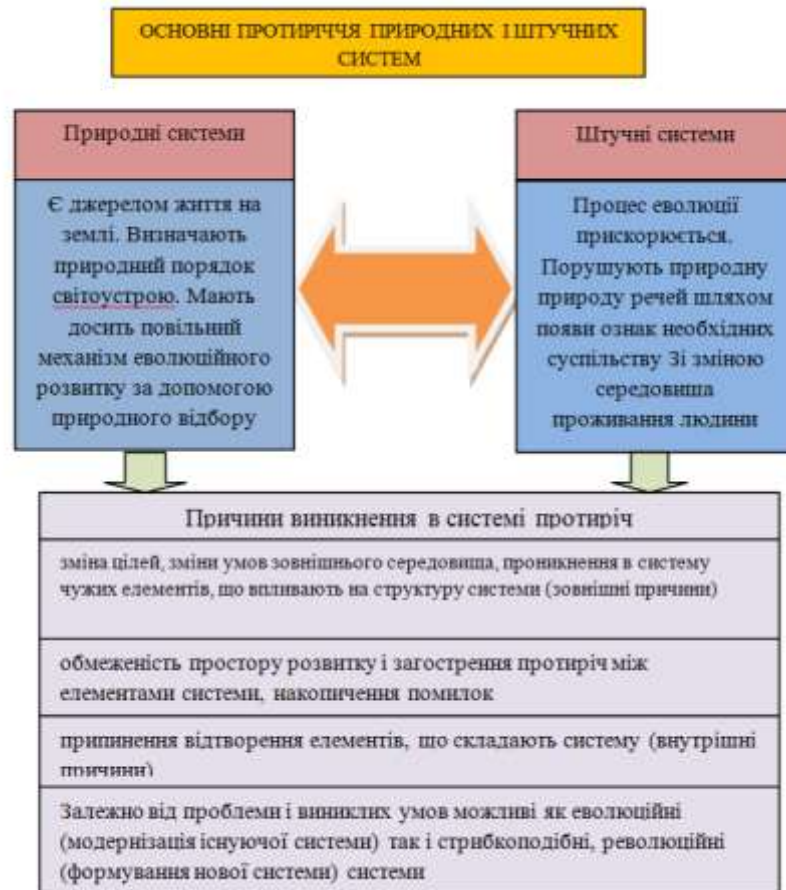 ОСНОВНІ ПРОТИРІЧЧЯ ПРИРОДНИХ І ШТУЧНИХ
СИСТЕМ
Природні системи
Є джерелом життя на
землі. Визначають
природний порядок
світоустрою. Мають
досить повільний
механізм еволюційного
розвитку за допомогою
природного відбору
Штучні системи
Процес еволюції
прискорюється.
Порушують природну
природу речей шляхом
появи ознак необхідних
суспільству Зі зміною
середовища
проживання людини
Причини виникнення в системі протиріч
зміна цілей, зміни умов зовнішнього середовища, проникнення в систему
чужих елементів, що впливають на структуру системи (зовнішні причини)
обмеженість простору розвитку і загострення протиріч між
елементами системи, накопичення помилок
припинення відтворення елементів, що складають систему (внутрішні
причини)
Залежно від проблеми і виниклих умов можливі як еволюційні
(модернізація існуючої системи) так і стрибкоподібні, революційні
(формування нової системи) системи